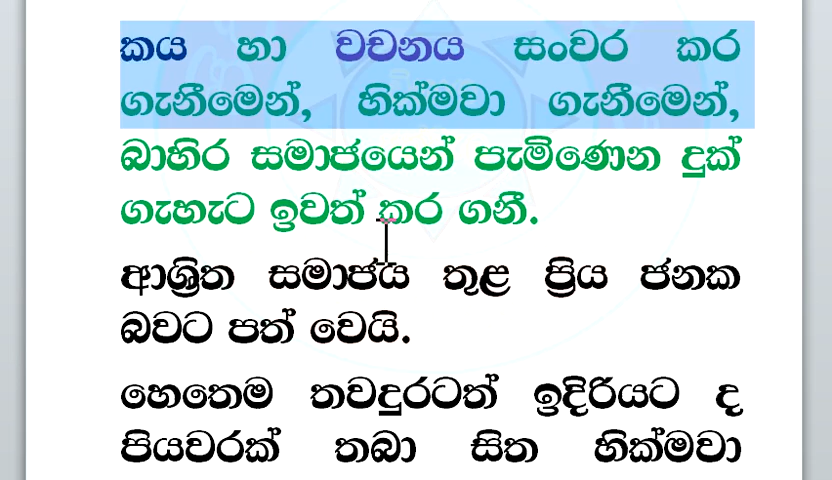 කය හා වචනය සංවර කර
ගැනීමෙන්, හික්මවා ගැනීමෙන්,
බාහිර සමාජයෙන් පැමිණෙන දුක්
ගැහැට ඉවත් කර ගනී.
ආශ්‍රිත සමාජය තුළ ප්‍රිය ජනක
බවට පත් වෙයි.
හෙතෙම තවදුරටත් ඉදිරියට ද
පියවරක් තබා සිත හික්මවා